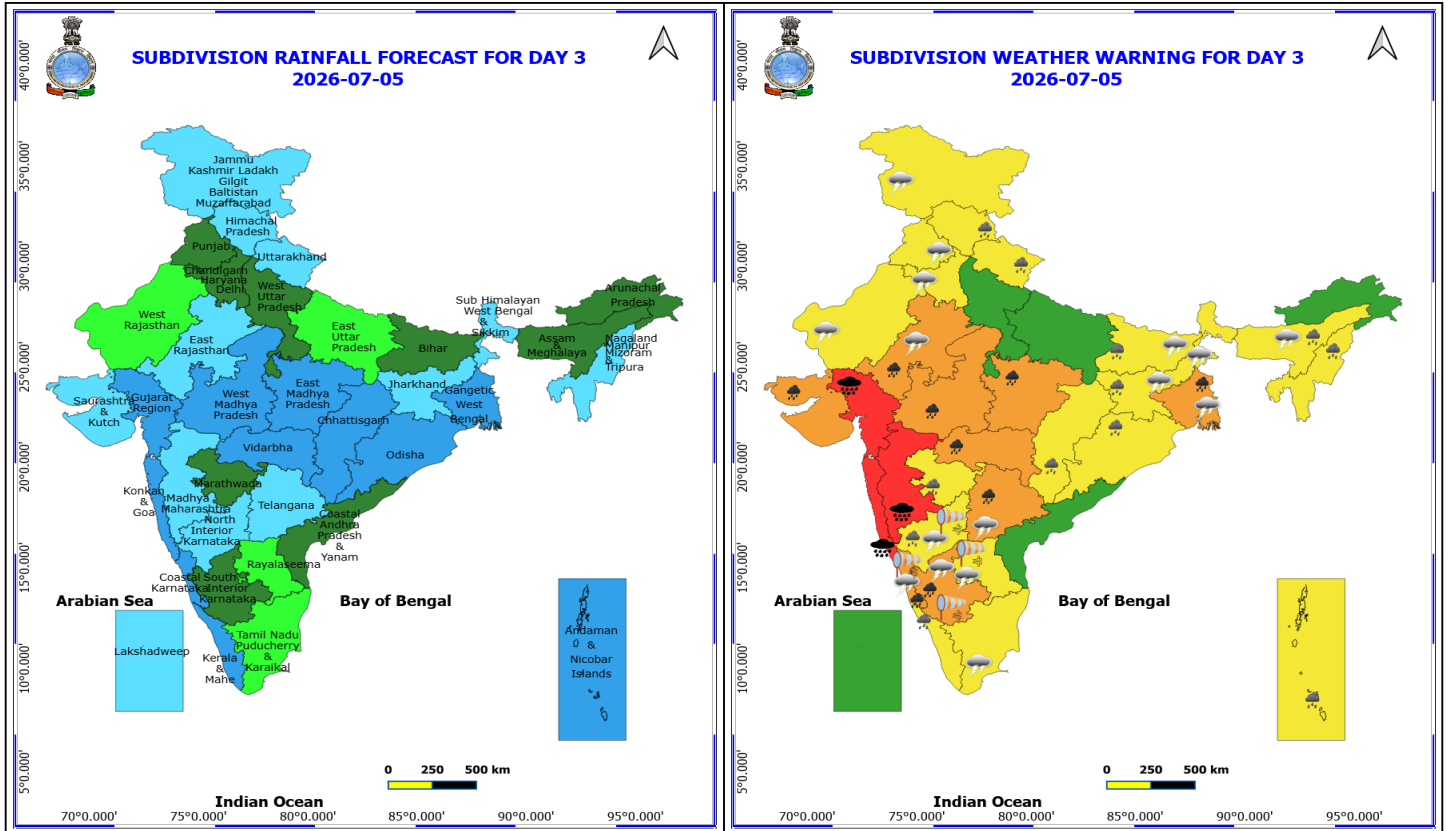 SUBDIVISION RAINFALL FORECAST FOR DAY 3
2026-07-05
40°0.000'
35°0.000'
30°0.000'
25°0.000'
20°0.000'
15°0.000'
10°0.000'
5°0.000'
Jammu
Kashmir Ladakh
Gilgit
Baltistan
Muzaffarabad
Himachal
Pradesh
Punjab
Uttarakhand
Chandigarh
Haryana
Delhi
West
Uttar
Pradesh
West
Rajasthan
East
Rajasthan
East
Uttar
Pradesh
Bihar
Sub Himalayan
West Bengal
&
Sikkim
Arunachal
Pradesh
Assam
&
Meghalaya
Nagaland
Manipur
Mizoram
&
Tripura
Saurashtra
&
Kutch
Gujarat
Region
West
Madhya
Pradesh
East
Madhya
Pradesh
Jharkhand
Gangetic
West
Bengal
Chhattisgarh
Odisha
Vidarbha
Marathwada
Konkan
&
Goa
Madhya
Maharashtra
Telangana
North
Interior
Karnataka
Coastal
Andhra
Pradesh
&
Yanam
Rayalaseema
Coastal
Karnataka
South
Interior
Karnataka
Tamil Nadu
Puducherry
&
Karaikal
Kerala
&
Mahe
Lakshadweep
Andaman
&
Nicobar
Islands
Arabian Sea
Bay of Bengal
Indian Ocean
0 250 500 km
70°0.000' 75°0.000' 80°0.000' 85°0.000' 90°0.000' 95°0.000'
SUBDIVISION WEATHER WARNING FOR DAY 3
2026-07-05
40°0.000'
35°0.000'
30°0.000'
25°0.000'
20°0.000'
15°0.000'
10°0.000'
5°0.000'
Arabian Sea
Bay of Bengal
Indian Ocean
0 250 500 km
70°0.000' 75°0.000' 80°0.000' 85°0.000' 90°0.000' 95°0.000'